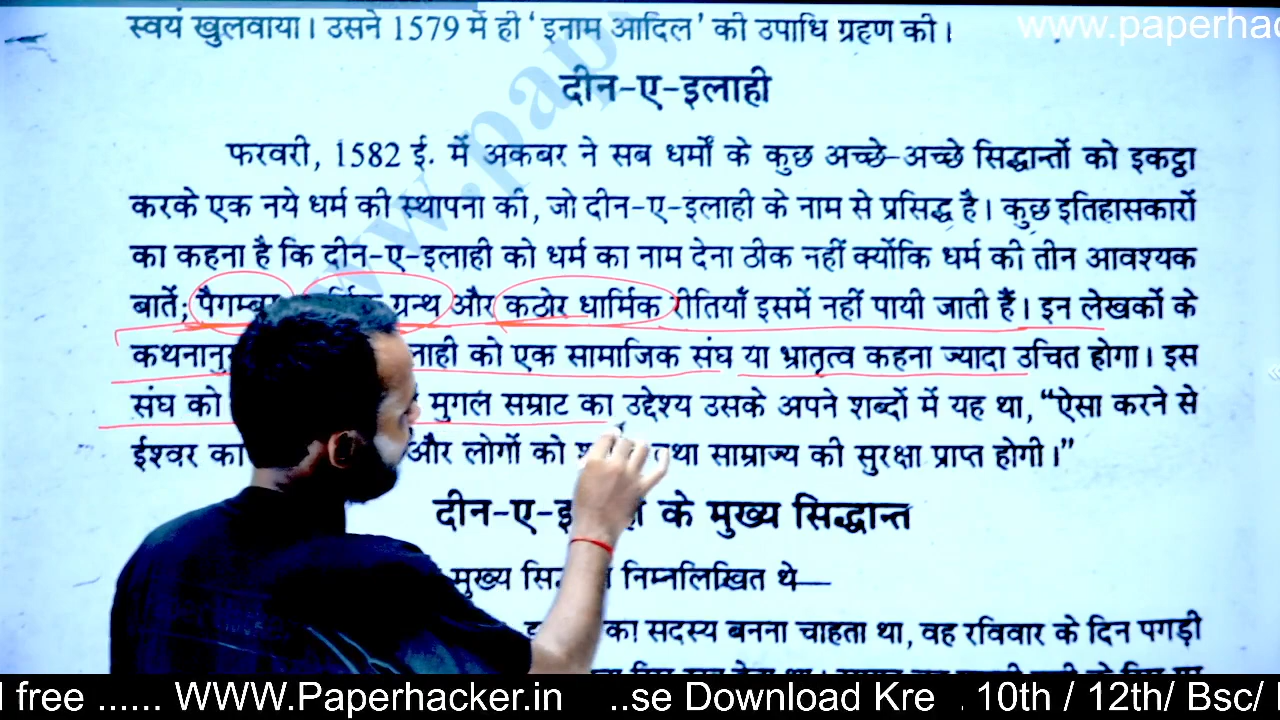 स्वयं खुलवाया। उसने 1579 में ही ‘इनाम आदिल’ की उपाधि ग्रहण की।
www.paperhac
दीन-ए-इलाही
www.pap
फरवरी, 1582 ई. में अकबर ने सब धर्मों के कुछ अच्छे-अच्छे सिद्धान्तों को इकट्ठा
करके एक नये धर्म की स्थापना की, जो दीन-ए-इलाही के नाम से प्रसिद्ध है। कुछ इतिहासकारों
का कहना है कि दीन-ए-इलाही को धर्म का नाम देना ठीक नहीं क्योंकि धर्म की तीन आवश्यक
बातें; ग्रन्थ और कठोर धार्मिक रीतियाँ इसमें नहीं पायी जाती हैं। इन लेखकों के
को एक सामाजिक संघ या भ्रातृत्व कहना ज्यादा उचित होगा। इस
संघ को मुगल सम्राट का उद्देश्य उसके अपने शब्दों में यह था, “ऐसा करने से
ईश्वर का और लोगों को साम्राज्य की सुरक्षा प्राप्त होगी।”
के मुख्य सिद्धान्त
मुख्य निम्नलिखित थे—
का सदस्य बनना चाहता था, वह रविवार के दिन पगड़ी
free ...... WWW.Paperhacker.in ..se Download Kre . 10th / 12th/ Bsc/